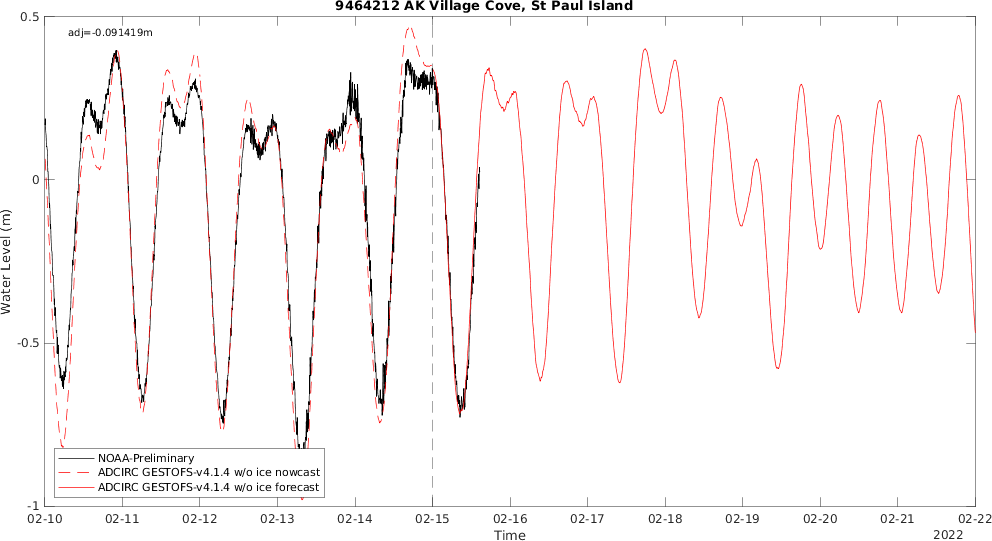 9464212 AK Village Cove, St Paul Island
adj=-0.091419m
0.5
0
-0.5
-1
Water Level (m)
NOAA-Preliminary
ADCIRC GESTOFS-v4.1.4 w/o ice nowcast
ADCIRC GESTOFS-v4.1.4 w/o ice forecast
02-10 02-11 02-12 02-13 02-14 02-15 02-16 02-17 02-18 02-19 02-20 02-21 02-22
Time
2022